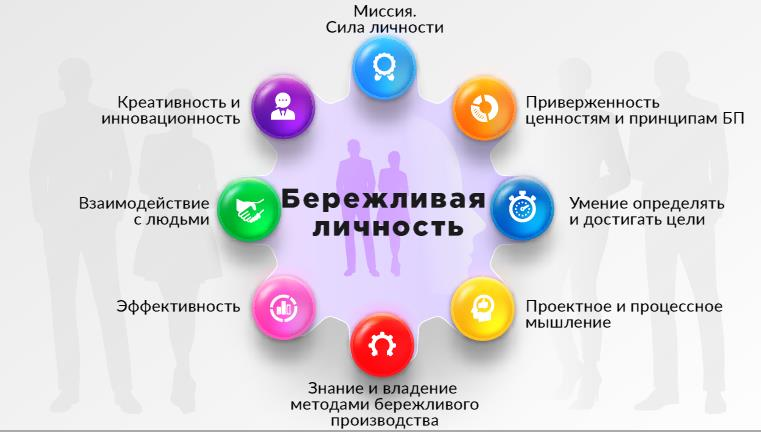 Миссия.
Сила личности
Креативность и
инновационность
Приверженность
ценностям и принципам БП
Взаимодействие
с людьми
Бережливая
личность
Умение определять
и достигать цели
Эффективность
Проектное и процессное
мышление
Знание и владение
методами бережливого
производства